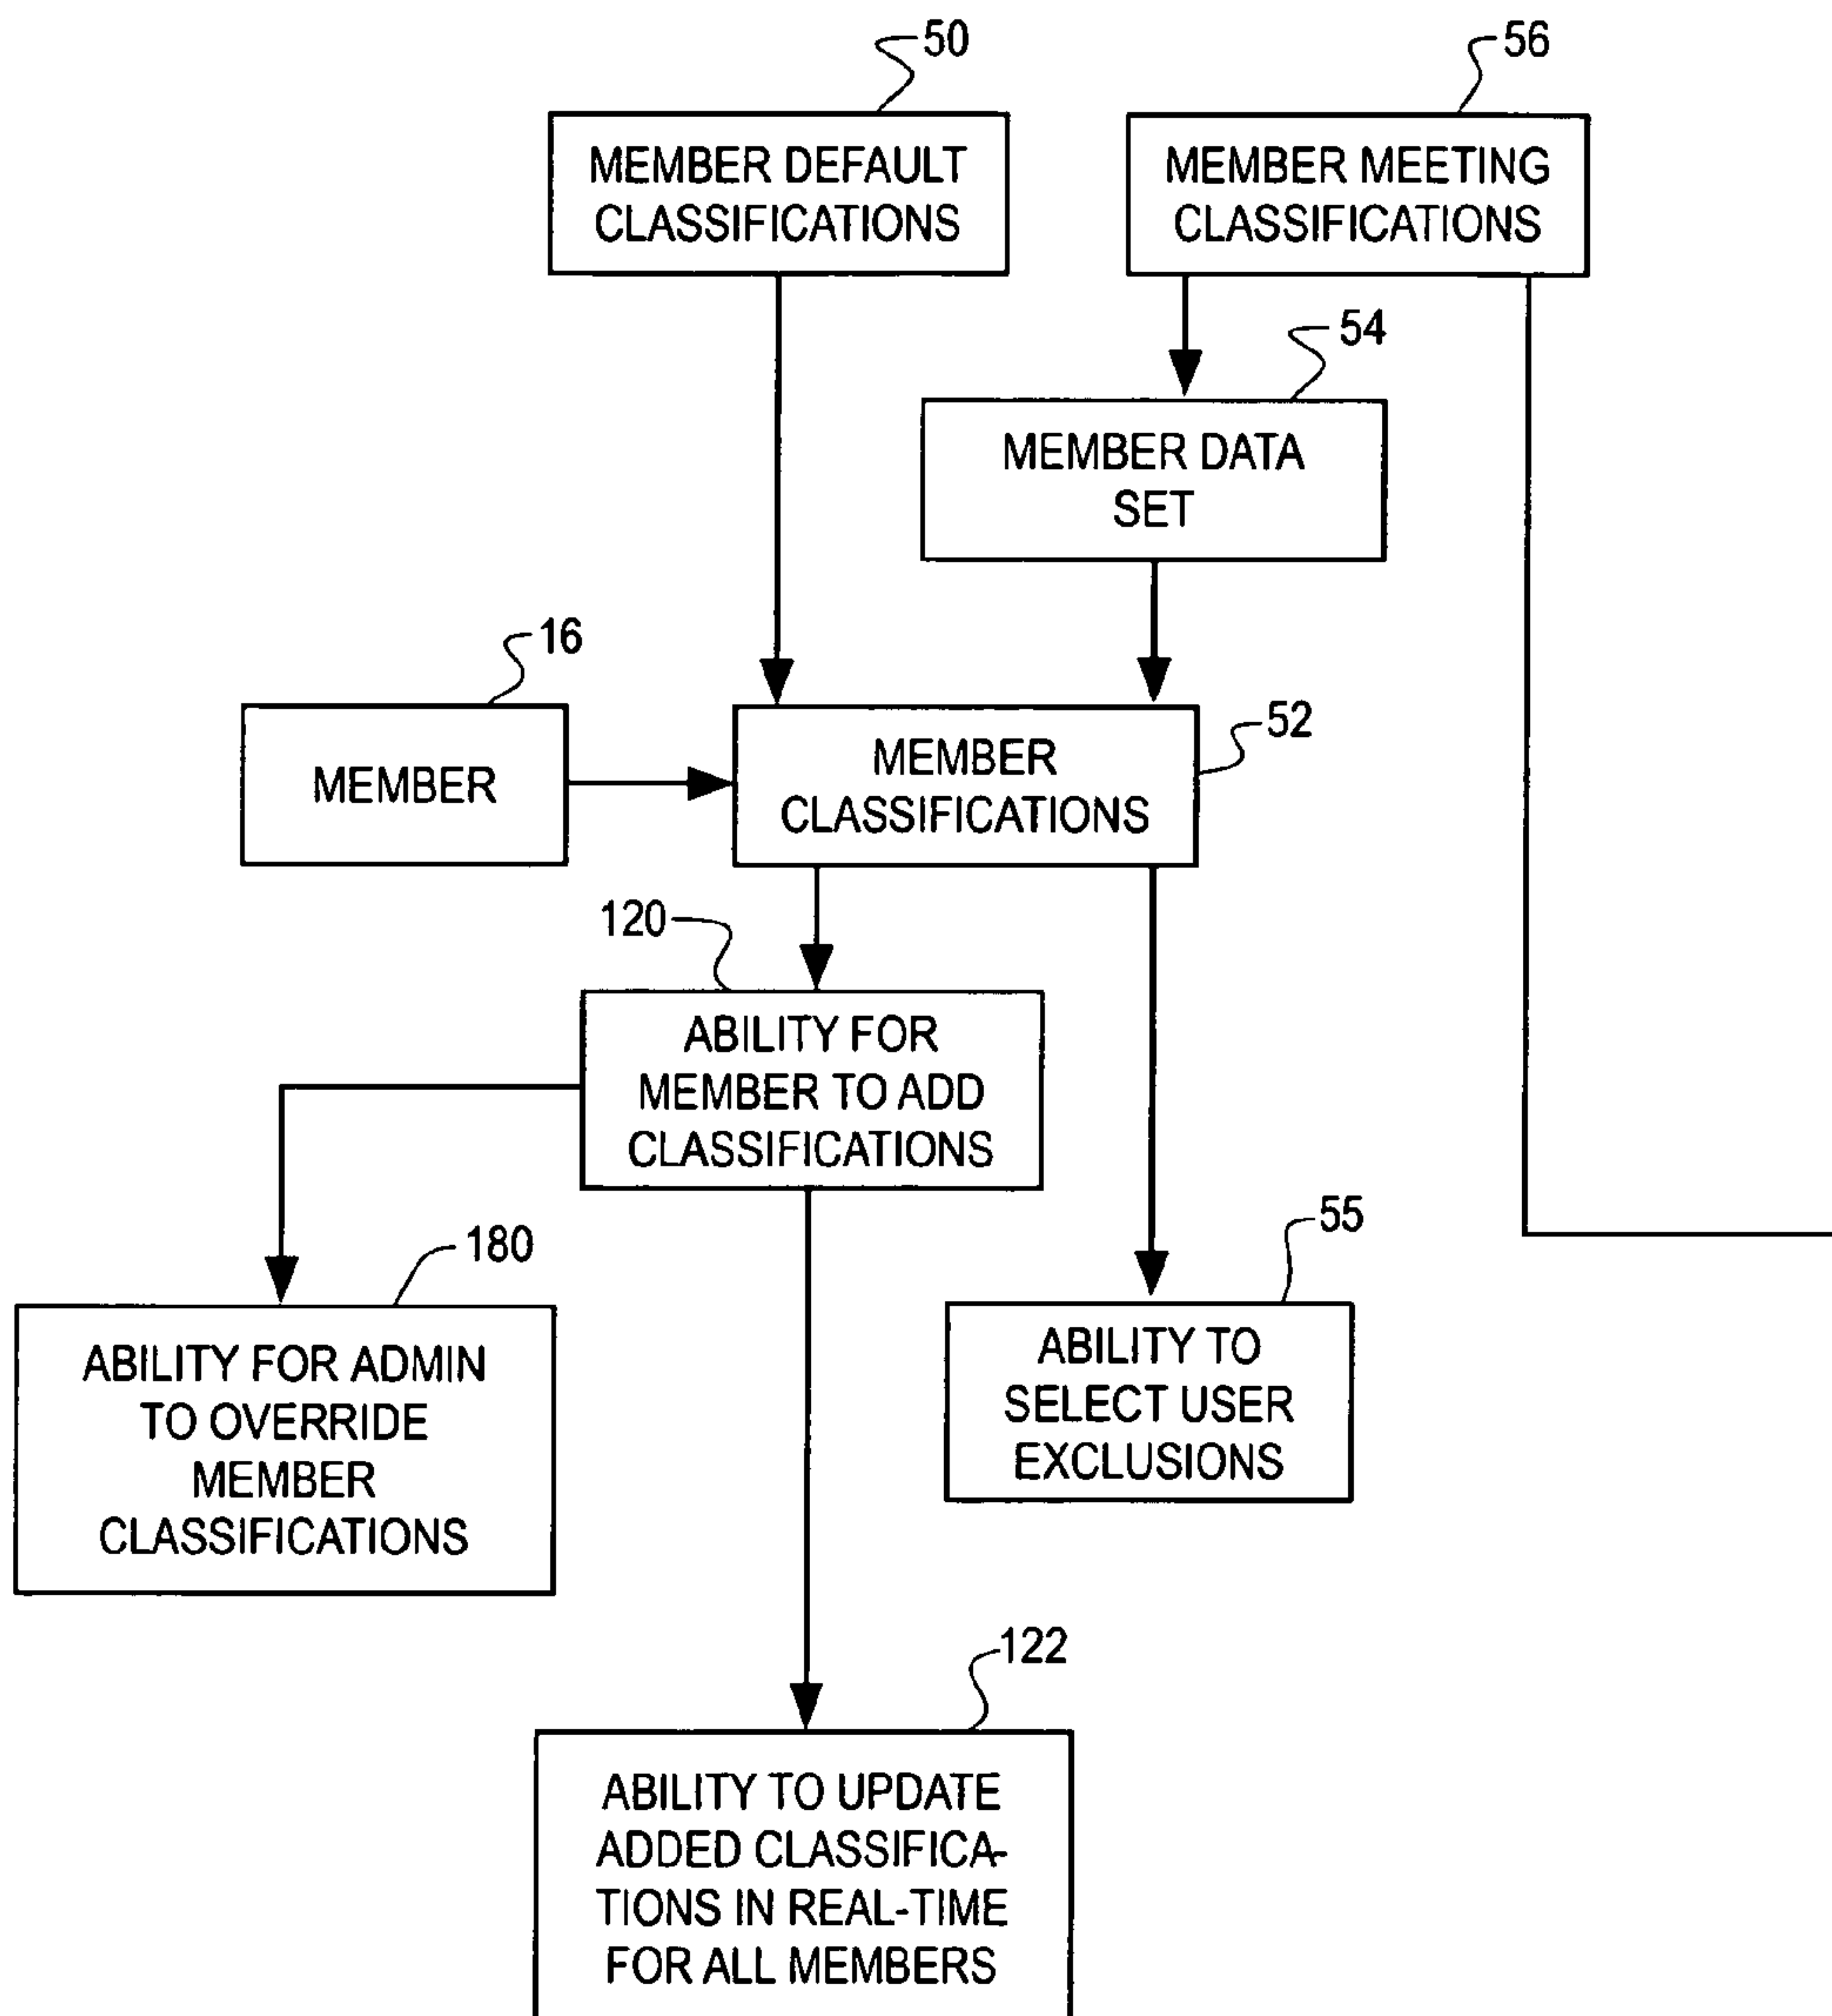 50
56
MEMBER DEFAULT
CLASSIFICATIONS
MEMBER MEETING
CLASSIFICATIONS
54
MEMBER DATA
SET
16
52
MEMBER
MEMBER
CLASSIFICATIONS
120
ABILITY FOR
MEMBER TO ADD
CLASSIFICATIONS
180
55
ABILITY FOR ADMIN
TO OVERRIDE
MEMBER
CLASSIFICATIONS
ABILITY TO
SELECT USER
EXCLUSIONS
122
ABILITY TO UPDATE
ADDED CLASSIFICA-
TIONS IN REAL-TIME
FOR ALL MEMBERS